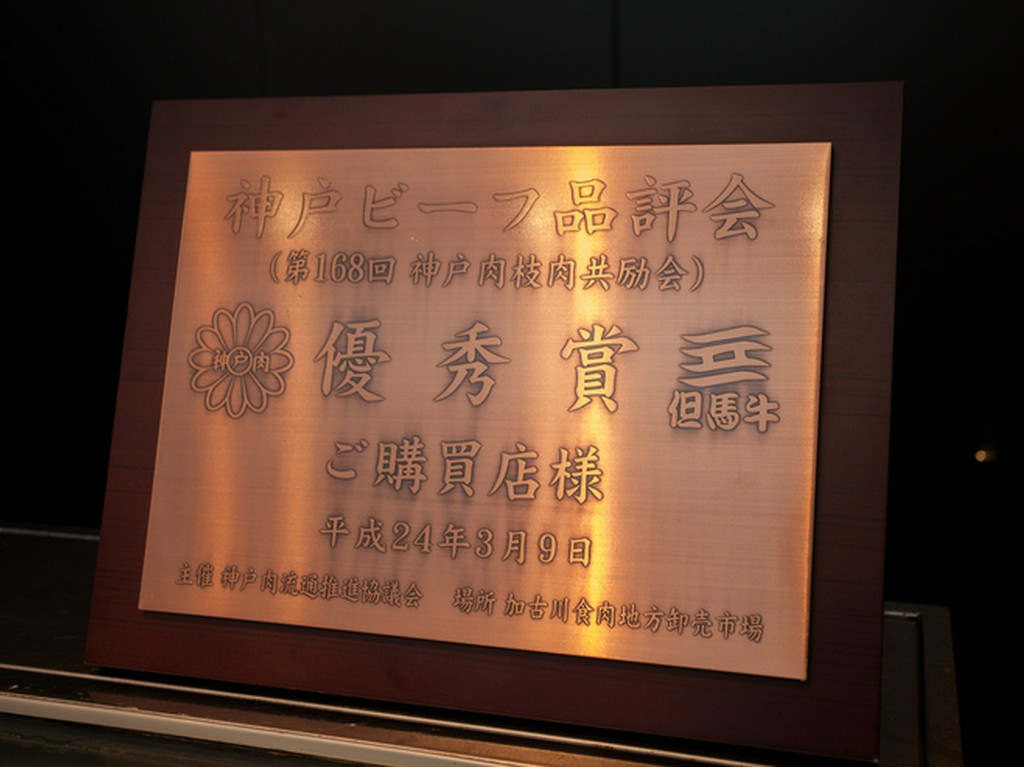 神戸ビーフ品評会
(第168回 神戸肉枝肉共励会)
神戸肉
優秀賞
但馬牛
ご購買店様
平成24年3月9日
主催 神戸肉流通推進協議会 場所 加古川食肉地方卸売市場